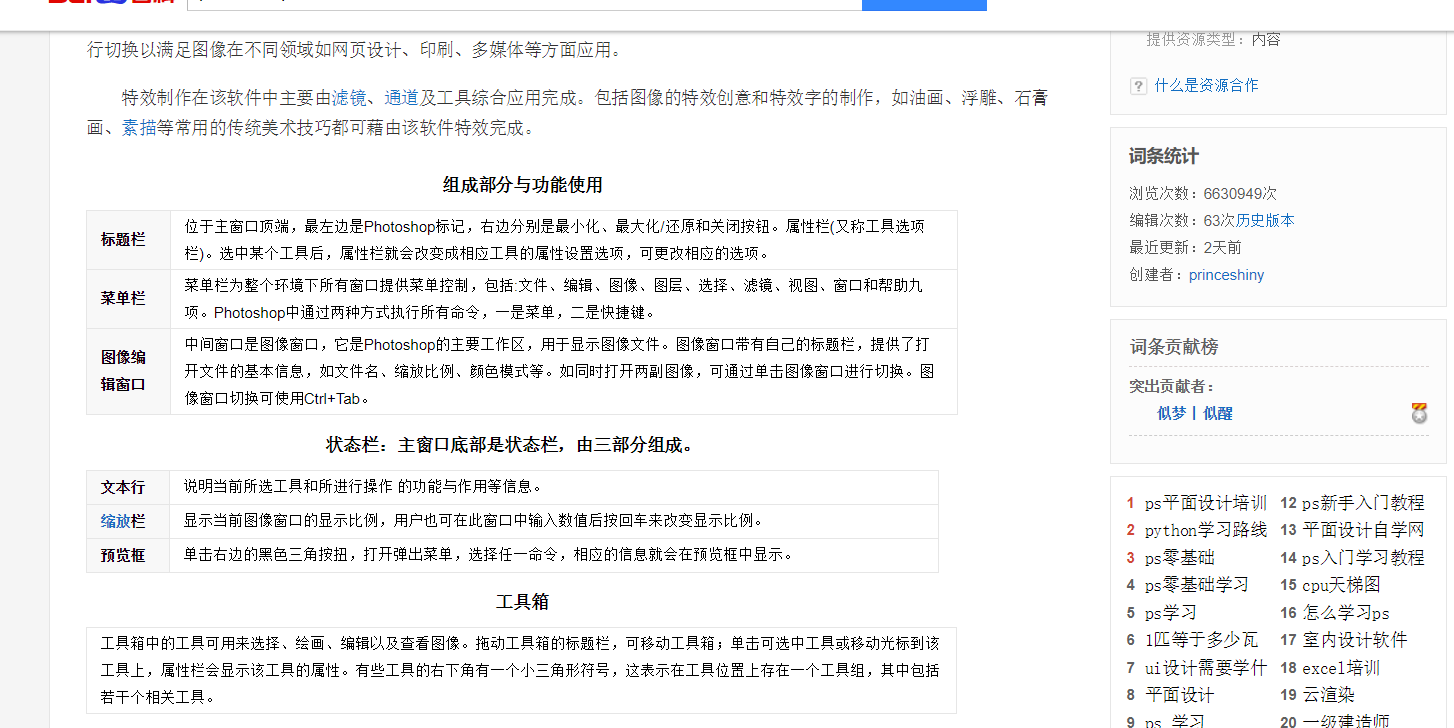 行切换以满足图像在不同领域如网页设计、印刷、多媒体等方面应用。
特效制作在该软件中主要由滤镜、通道及工具综合应用完成。包括图像的特效创意和特效字的制作，如油画、浮雕、石膏
画、素描等常用的传统美术技巧都可藉由该软件特效完成。
组成部分与功能使用
标题栏
位于主窗口顶端，最左边是Photoshop标记，右边分别是最小化、最大化/还原和关闭按钮。属性栏(又称工具选项
栏)。选中某个工具后，属性栏就会改变成相应工具的属性设置选项，可更改相应的选项。
菜单栏
菜单栏为整个环境下所有窗口提供菜单控制，包括:文件、编辑、图像、图层、选择、滤镜、视图、窗口和帮助九
项。Photoshop中通过两种方式执行所有命令，一是菜单，二是快捷键。
图像编
辑窗口
中间窗口是图像窗口，它是Photoshop的主要工作区，用于显示图像文件。图像窗口带有自己的标题栏，提供了打
开文件的基本信息，如文件名、缩放比例、颜色模式等。如同时打开两副图像，可通过单击图像窗口进行切换。图
像窗口切换可使用Ctrl+Tab。
状态栏：主窗口底部是状态栏，由三部分组成。
文本行 说明当前所选工具和所进行操作 的功能与作用等信息。
缩放栏 显示当前图像窗口的显示比例，用户也可在此窗口中输入数值后按回车来改变显示比例。
预览框 单击右边的黑色三角按扭，打开弹出菜单，选择任一命令，相应的信息就会在预览框中显示。
工具箱
工具箱中的工具可用来选择、绘画、编辑以及查看图像。拖动工具箱的标题栏，可移动工具箱；单击可选中工具或移动光标到该
工具上，属性栏会显示该工具的属性。有些工具的右下角有一个小三角形符号，这表示在工具位置上存在一个工具组，其中包括
若干个相关工具。
提供资源类型：内容
? 什么是资源合作
词条统计
浏览次数：6630949次
编辑次数：63次历史版本
最近更新：2天前
创建者：princeshiny
词条贡献榜
突出贡献者：
似梦丨似醒
1 ps平面设计培训 12 ps新手入门教程
2 python学习路线 13 平面设计自学网
3 ps零基础 14 ps入门学习教程
4 ps零基础学习 15 cpu天梯图
5 ps学习 16 怎么学习ps
6 1匹等于多少瓦 17 室内设计软件
7 ui设计需要学什 18 excel培训
8 平面设计 19 云渲染
9 ps 学习 20 一级建造师